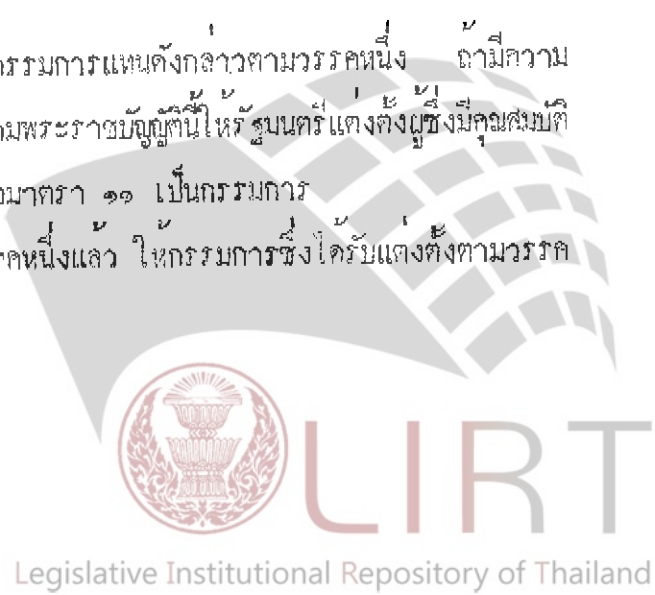 กรรมการแทนดังกล่าวตามวรรคหนึ่ง ถ้ามีความ
ามพระราชบัญญัตินี้ให้รัฐมนตรีแต่งตั้งผู้ซึ่งมีคุณสมบัติ
งมาตรา ๑๑ เป็นกรรมการ
รคหนึ่งแล้ว ให้กรรมการซึ่งได้รับแต่งตั้งตามวรรค
LIRT
Legislative Institutional Repository of Thailand